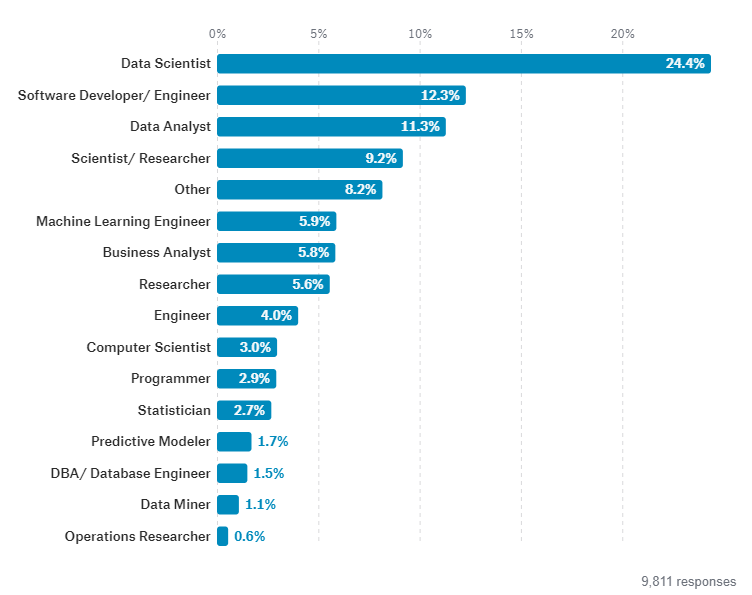 0% 5% 10% 15% 20%
Data Scientist 24.4%
Software Developer/ Engineer 12.3%
Data Analyst 11.3%
Scientist/ Researcher 9.2%
Other 8.2%
Machine Learning Engineer 5.9%
Business Analyst 5.8%
Researcher 5.6%
Engineer 4.0%
Computer Scientist 3.0%
Programmer 2.9%
Statistician 2.7%
Predictive Modeler 1.7%
DBA/ Database Engineer 1.5%
Data Miner 1.1%
Operations Researcher 0.6%
9,811 responses